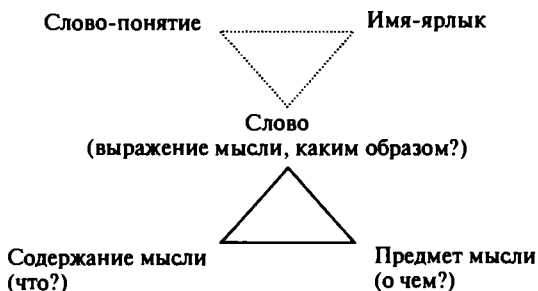 Слово-понятие Имя-ярлык
Слово
(выражение мысли, каким образом?)
Содержание мысли Предмет мысли
(что?) (о чем?)